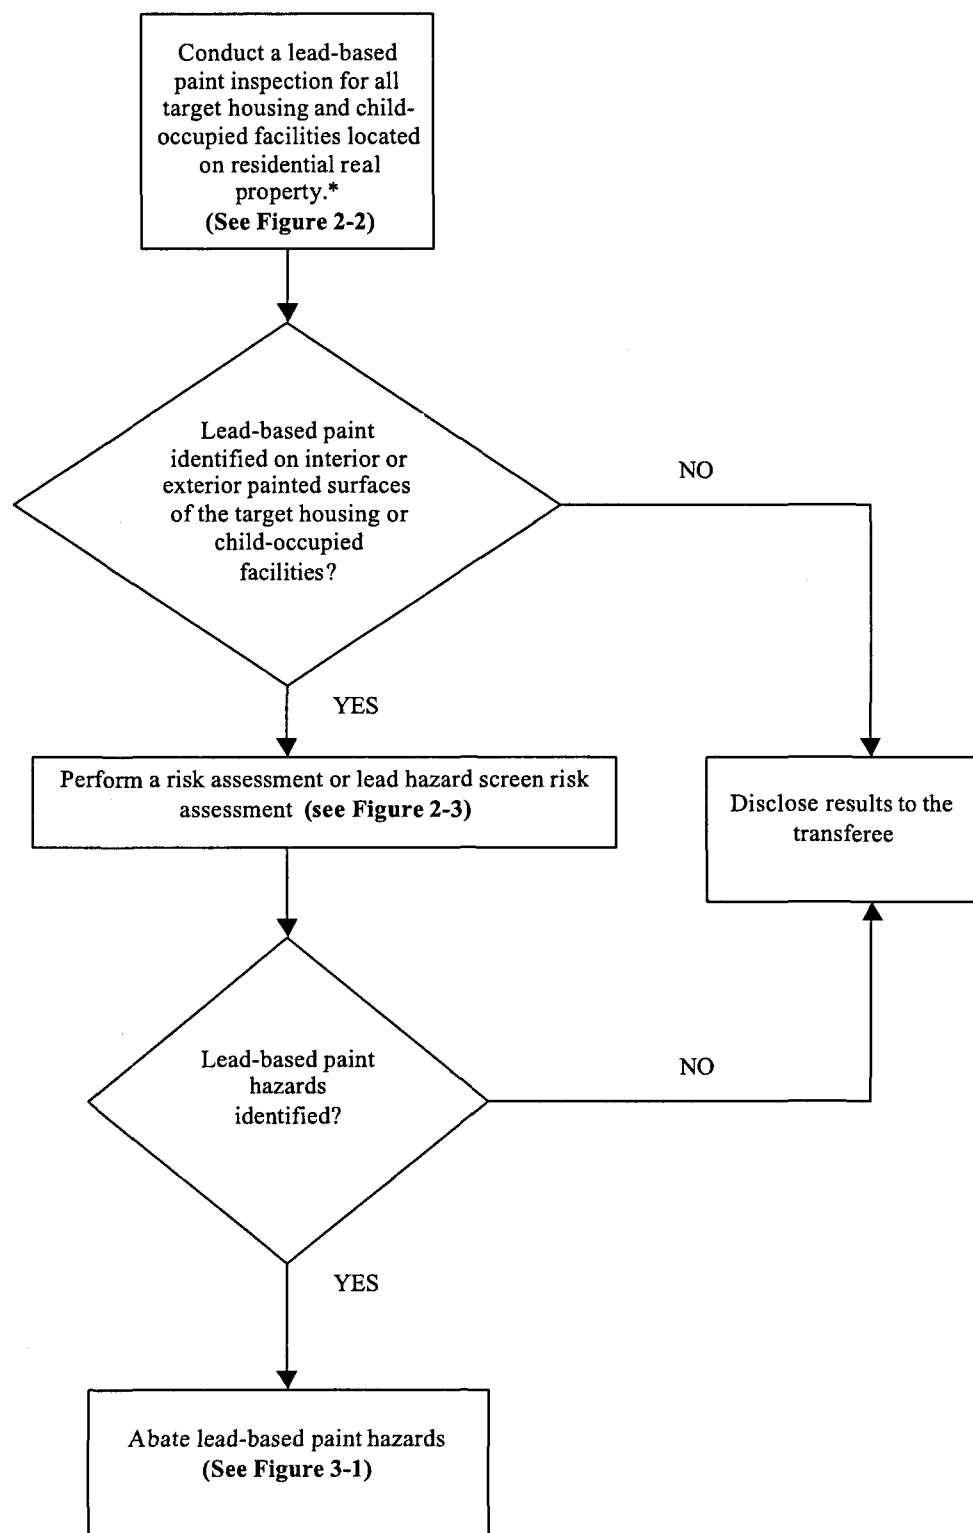 Conduct a lead-based
paint inspection for all
target housing and child-
occupied facilities located
on residential real
property.*
(See Figure 2-2)
Lead-based paint
identified on interior or
exterior painted surfaces
of the target housing or
child-occupied
facilities?
NO
YES
Perform a risk assessment or lead hazard screen risk
assessment (see Figure 2-3)
Disclose results to the
transferee
Lead-based paint
hazards
identified?
NO
YES
Abate lead-based paint hazards
(See Figure 3-1)